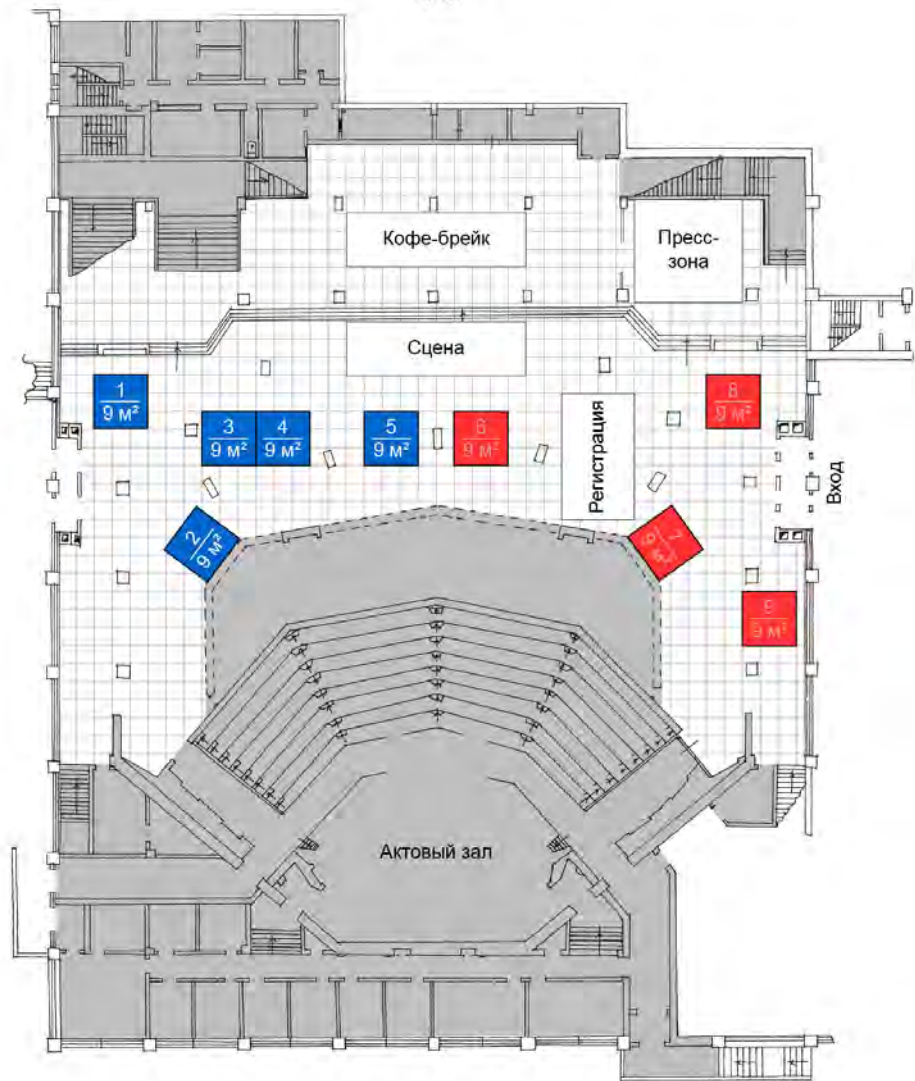 Кофе-брейк
Пресс-
зона
Сцена
1
9 м²
3
9 м²
4
9 м²
5
9 м²
6
9 м²
8
9 м²
Регистрация
Вход
2
9 м²
7
9 м²
9 м²
Актовый зал